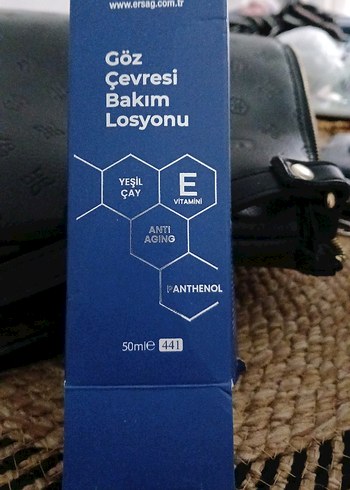 www.ersag.com.tr
Göz
Çevresi
Bakım
Losyonu
YEŞİL
ÇAY
E
VİTAMİNİ
ANTI
AGING
PANTHENOL
50ml℮ 441